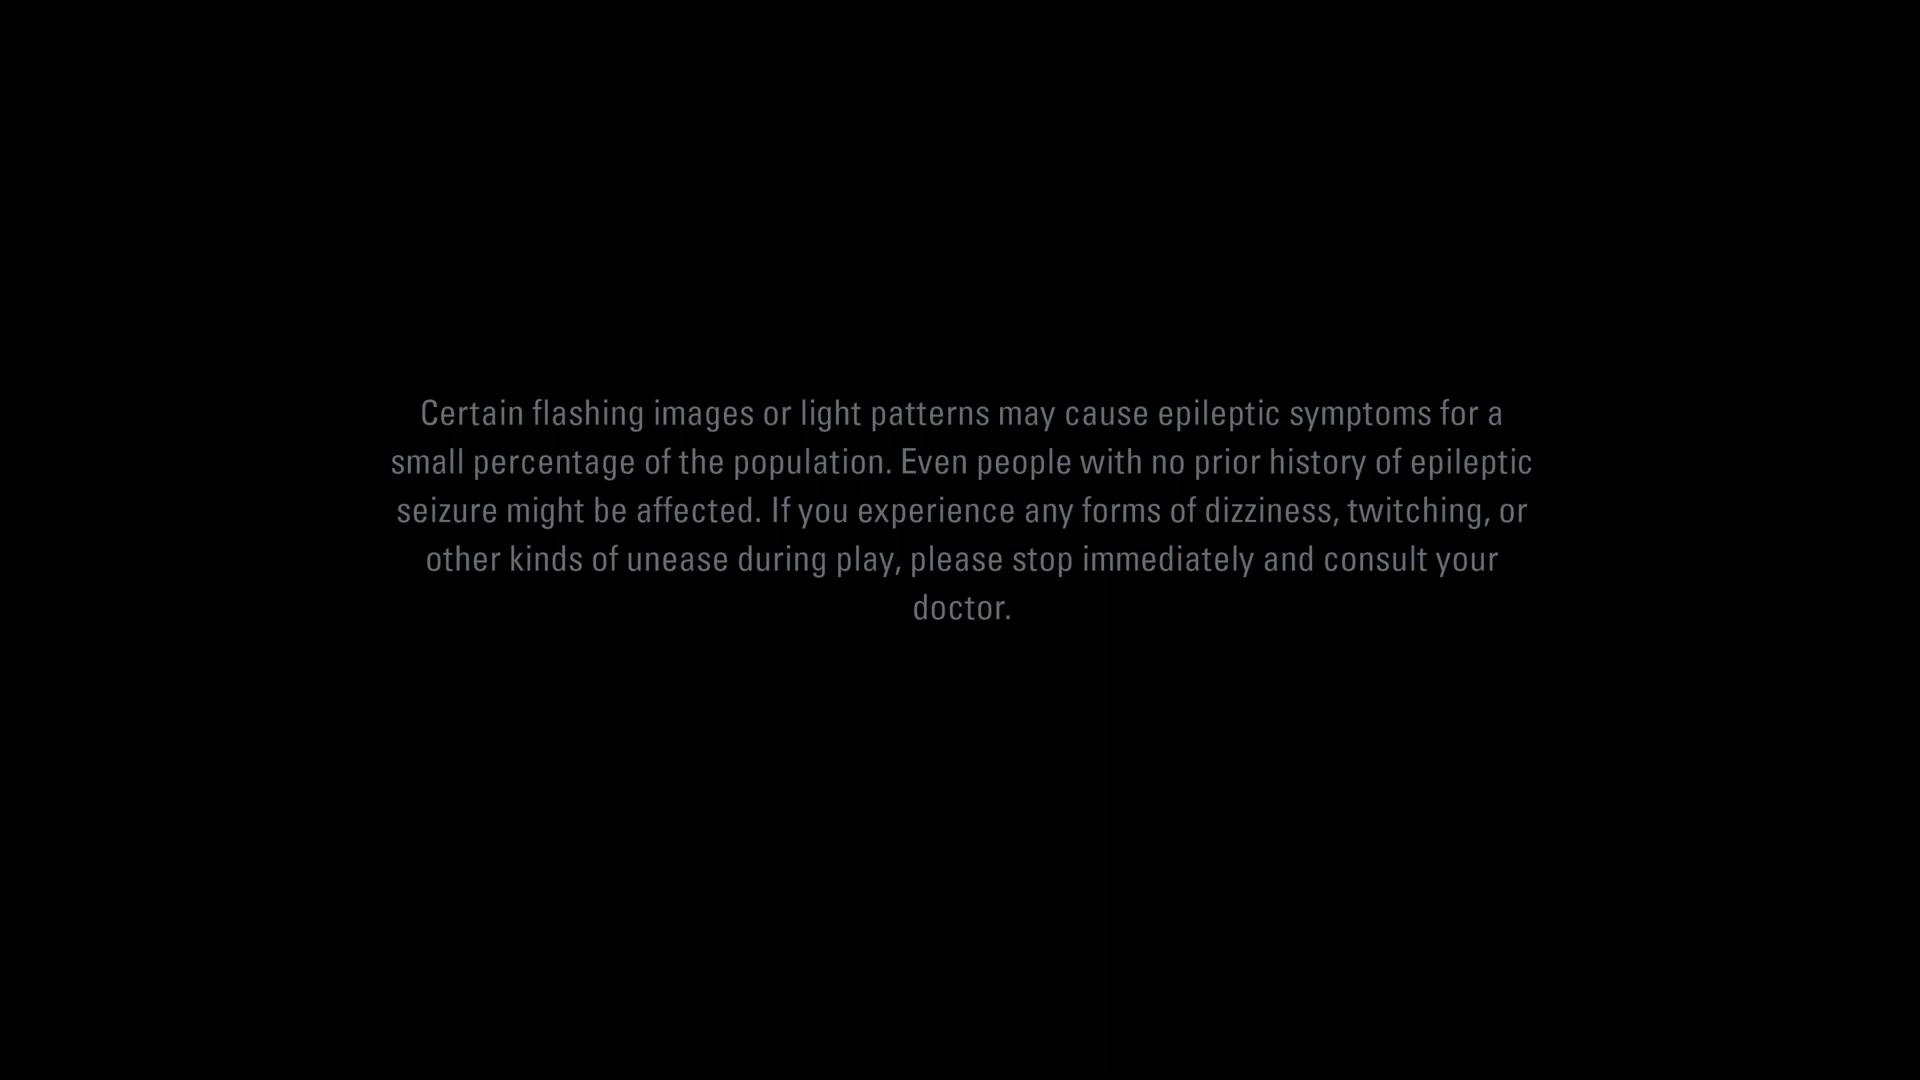 Certain flashing images or light patterns may cause epileptic symptoms for a
small percentage of the population. Even people with no prior history of epileptic
seizure might be affected. If you experience any forms of dizziness, twitching, or
other kinds of unease during play, please stop immediately and consult your
doctor.